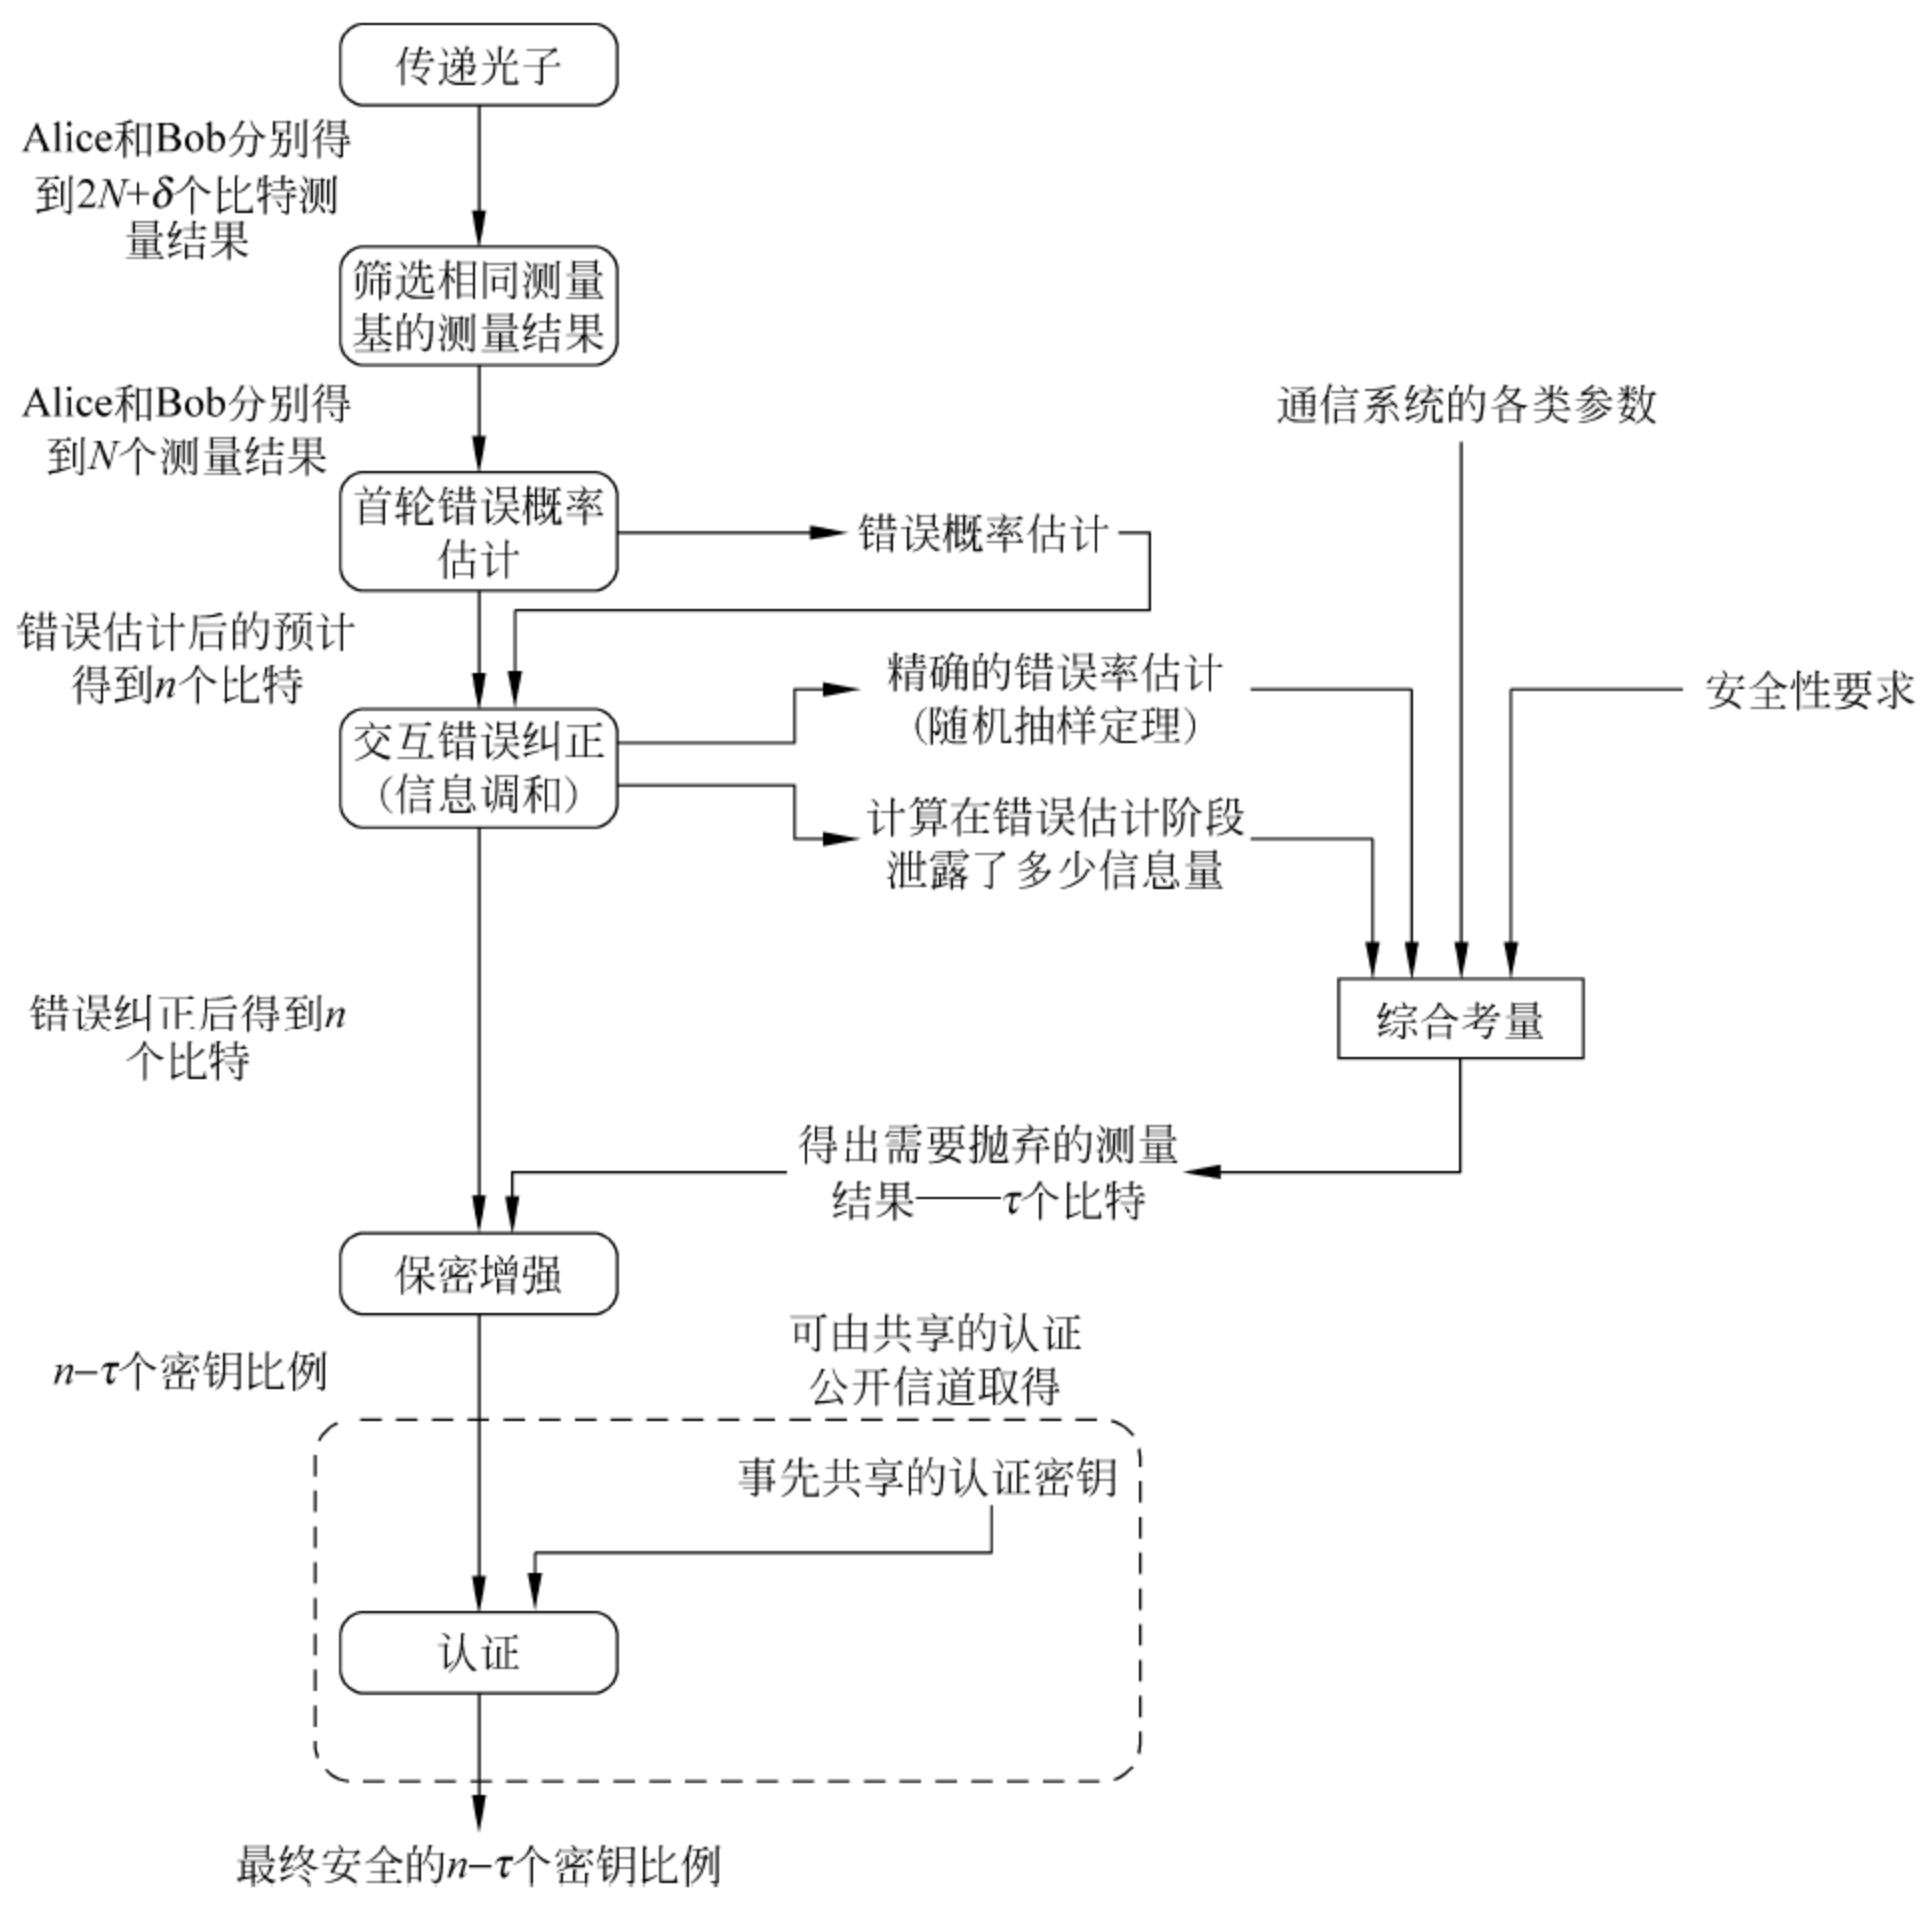 传递光子
Alice和Bob分别得
到2N+δ个比特测
量结果
筛选相同测量
基的测量结果
Alice和Bob分别得
到N个测量结果
通信系统的各类参数
首轮错误概率
估计
错误概率估计
错误估计后的预计
得到n个比特
精确的错误率估计
(随机抽样定理)
安全性要求
交互错误纠正
(信息调和)
计算在错误估计阶段
泄露了多少信息量
错误纠正后得到n
个比特
综合考量
得出需要抛弃的测量
结果——τ个比特
保密增强
可由共享的认证
公开信道取得
n−τ个密钥比例
事先共享的认证密钥
认证
最终安全的n−τ个密钥比例